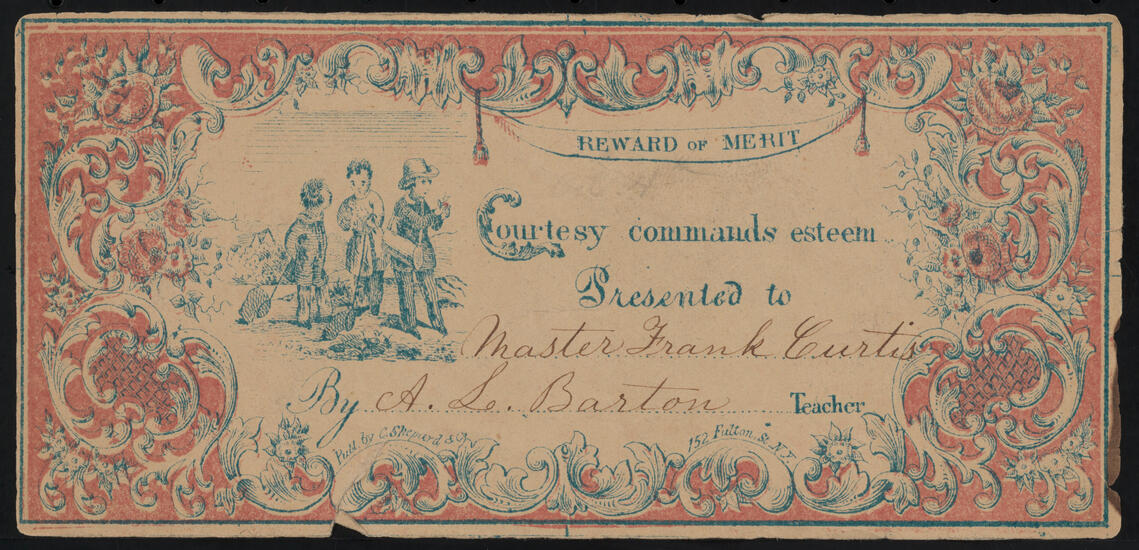 REWARD OF MERIT
Courtesy commands esteem
Presented to
Master Frank Curtis
By A. L. Barton Teacher
Publ. by C. Shepard & Co. 152 Fulton St. N.Y.